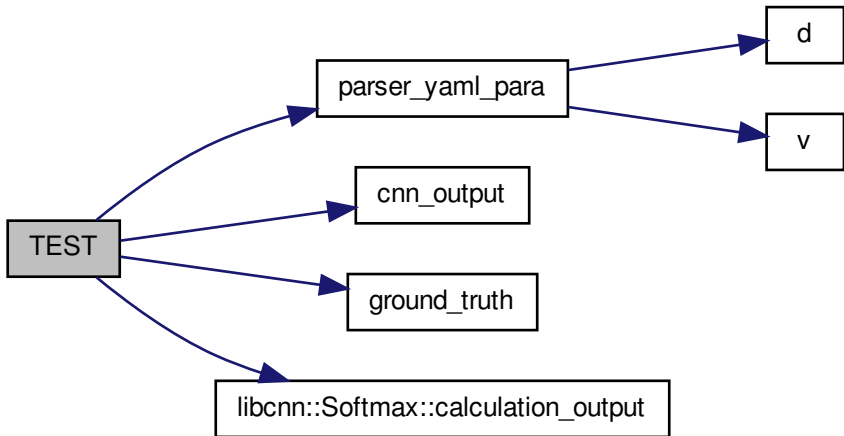 TEST
parser_yaml_para
d
v
cnn_output
ground_truth
libcnn::Softmax::calculation_output